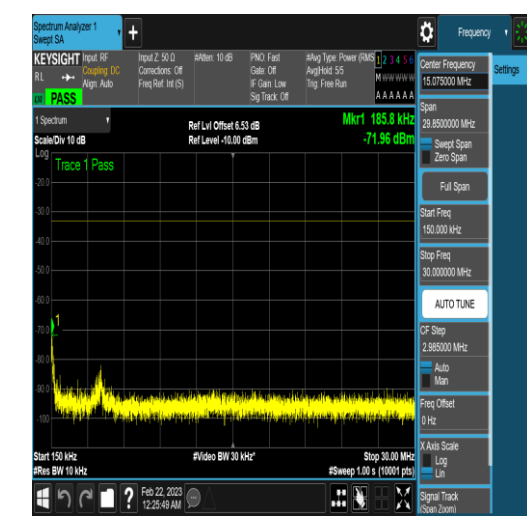 Spectrum Analyzer 1
Swept SA
+
Frequency
KEYSIGHT
Input: RF
Input Z: 50 Ω
#Atten: 10 dB
PNO: Fast
#Avg Type: Power (RMS
1 2 3 4 5 6
RL
Coupling: DC
Corrections: Off
Gate: Off
Avg|Hold: 5/5
M W W W W W
Align: Auto
Freq Ref: Int (S)
IF Gain: Low
Trig: Free Run
PASS
Sig Track: Off
A A A A A A
1 Spectrum
Ref Lvl Offset 6.53 dB
Mkr1 185.8 kHz
Scale/Div 10 dB
Ref Level -10.00 dBm
-71.96 dBm
Log
Trace 1 Pass
-20.0
-30.0
-40.0
-50.0
-60.0
-70.0
1
-80.0
-90.0
-100
Start 150 kHz
#Video BW 30 kHz*
Stop 30.00 MHz
#Res BW 10 kHz
#Sweep 1.00 s (10001 pts)
?
Feb 22, 2023
12:25:49 AM
Center Frequency
15.075000 MHz
Settings
Span
29.8500000 MHz
Swept Span
Zero Span
Full Span
Start Freq
150.000 kHz
Stop Freq
30.000000 MHz
AUTO TUNE
CF Step
2.985000 MHz
Auto
Man
Freq Offset
0 Hz
X Axis Scale
Log
Lin
Signal Track
(Span Zoom)